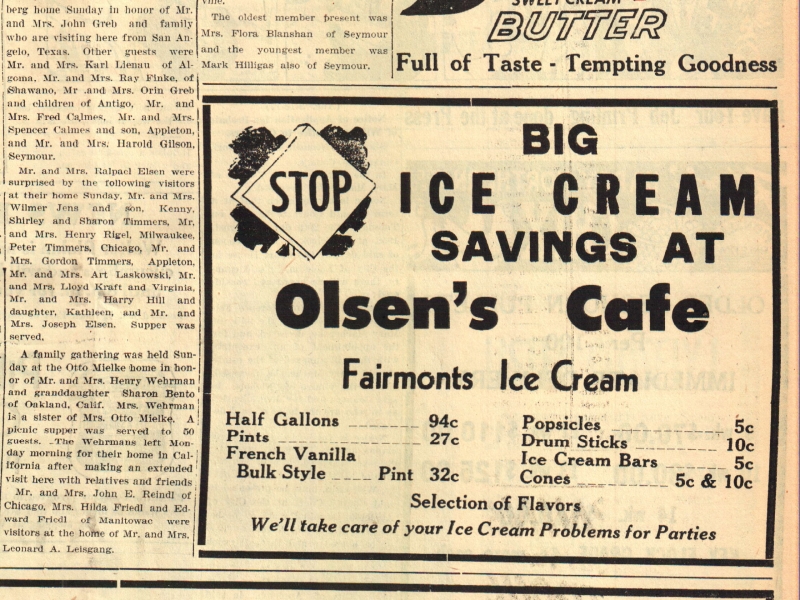 berg home Sunday in honor of Mr.
and Mrs. John Greb and family
who are visiting here from San An-
gelo, Texas. Other guests were
Mr. and Mrs. Karl Lienau of Al-
goma, Mr. and Mrs. Ray Finke, of
Shawano, Mr .and Mrs. Orin Greb
and children of Antigo, Mr. and
Mrs. Fred Calmes, Mr. and Mrs.
Spencer Calmes and son, Appleton,
and Mr. and Mrs. Harold Gilson,
Seymour.
Mr. and Mrs. Ralpael Elsen were
surprised by the following visitors
at their home Sunday, Mr. and Mrs.
Wilmer Jens and son, Kenny,
Shirley and Sharon Timmers, Mr.
and Mrs. Henry Rigel, Milwaukee,
Peter Timmers, Chicago, Mr. and
Mrs. Gordon Timmers, Appleton,
Mr. and Mrs. Art Laskowski, Mr.
and Mrs. Lloyd Kraft and Virginia,
Mr. and Mrs. Harry Hill and
daughter, Kathleen, and Mr. and
Mrs. Joseph Elsen. Supper was
served.
A family gathering was held Sun-
day at the Otto Mielke home in hon-
or of Mr. and Mrs. Henry Wehrman
and granddaughter Sharon Bento
of Oakland, Calif. Mrs. Wehrman
is a sister of Mrs. Otto Mielke. A
picnic supper was served to 50
guests. The Wehrmans left Mon-
day morning for their home in Cal-
ifornia after making an extended
visit here with relatives and friends
Mr. and Mrs. John E. Reindl of
Chicago, Mrs. Hilda Friedl and Ed-
ward Friedl of Manitowac were
visitors at the home of Mr. and Mrs.
Leonard A. Leisgang.
ville.
The oldest member present was
Mrs. Flora Blanshan of Seymour
and the youngest member was
Mark Hilligas also of Seymour.
SWEET CREAM
BUTTER
Full of Taste - Tempting Goodness
STOP
BIG
ICE CREAM
SAVINGS AT
Olsen's Cafe
Fairmonts Ice Cream
Half Gallons 94c
Pints 27c
French Vanilla
Bulk Style Pint 32c
Popsicles 5c
Drum Sticks 10c
Ice Cream Bars 5c
Cones 5c & 10c
Selection of Flavors
We'll take care of your Ice Cream Problems for Parties